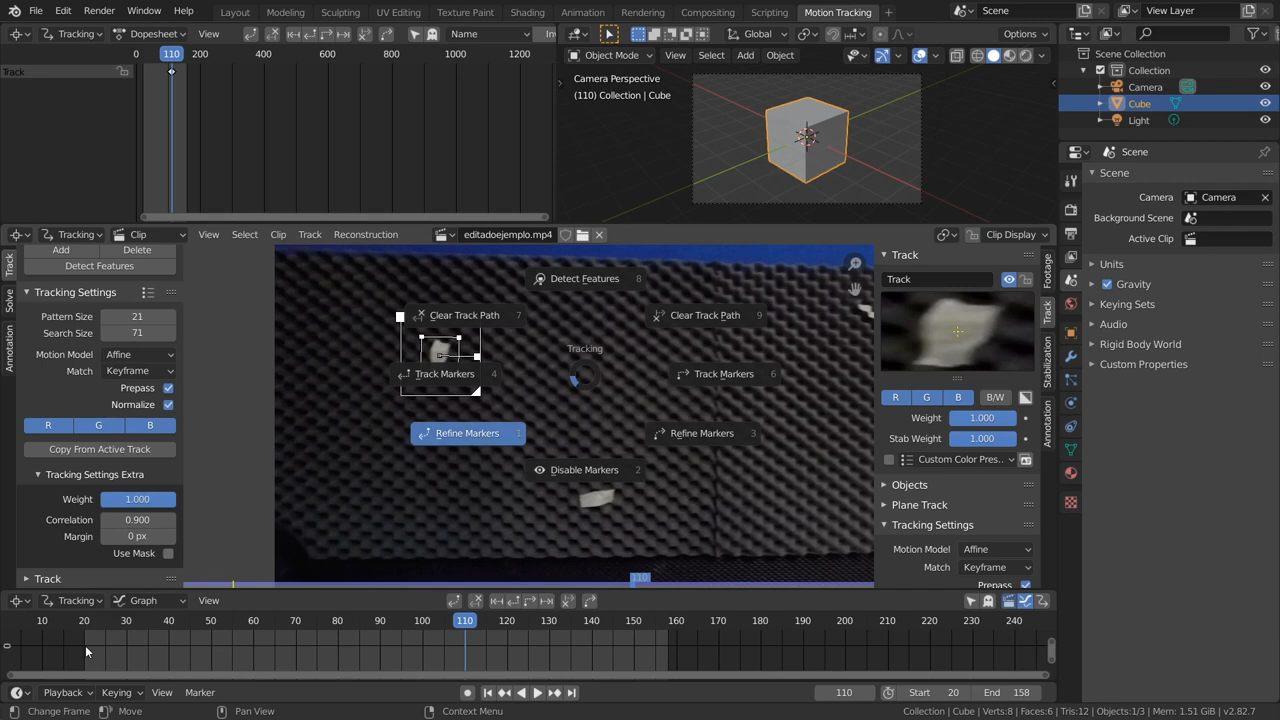 File Edit Render Window Help Layout Modeling Sculpting UV Editing Texture Paint Shading Animation Rendering Compositing Scripting Motion Tracking + Scene View Layer
Tracking Dopesheet View Name Inv
Global Options
110 200 400 600 800 1000 1200
Track
Object Mode View Select Add Object
Camera Perspective
(110) Collection | Cube
Scene Collection
Collection
Camera
Cube
Light
Scene
Scene
Camera Camera
Background Scene
Active Clip
Units
Gravity
Keying Sets
Audio
Rigid Body World
Custom Properties
Tracking Clip View Select Clip Track Reconstruction editadoejemplo.mp4 Clip Display
Track
Solve
Annotation
Add Delete
Detect Features
Tracking Settings
Pattern Size 21
Search Size 71
Motion Model Affine
Match Keyframe
Prepass
Normalize
R G B
Copy From Active Track
Tracking Settings Extra
Weight 1.000
Correlation 0.900
Margin 0 px
Use Mask
Track
Detect Features 8
Clear Track Path 7
Clear Track Path 9
Tracking
Track Markers 4
Track Markers 6
Refine Markers 1
Refine Markers 3
Disable Markers 2
110
Track
Track
R G B B/W
Weight 1.000
Stab Weight 1.000
Custom Color Pres..
Objects
Plane Track
Tracking Settings
Motion Model Affine
Match Keyframe
Prepass
Footage
Track
Stabilization
Annotation
Tracking Graph View
10 20 30 40 50 60 70 80 90 100 110 120 130 140 150 160 170 180 190 200 210 220 230 240
Playback Keying View Marker 110 Start 20 End 158
Change Frame Move Pan View Context Menu Collection | Cube | Verts:8 | Faces:6 | Tris:12 | Objects:1/3 | Mem: 1.51 GiB | v2.82.7